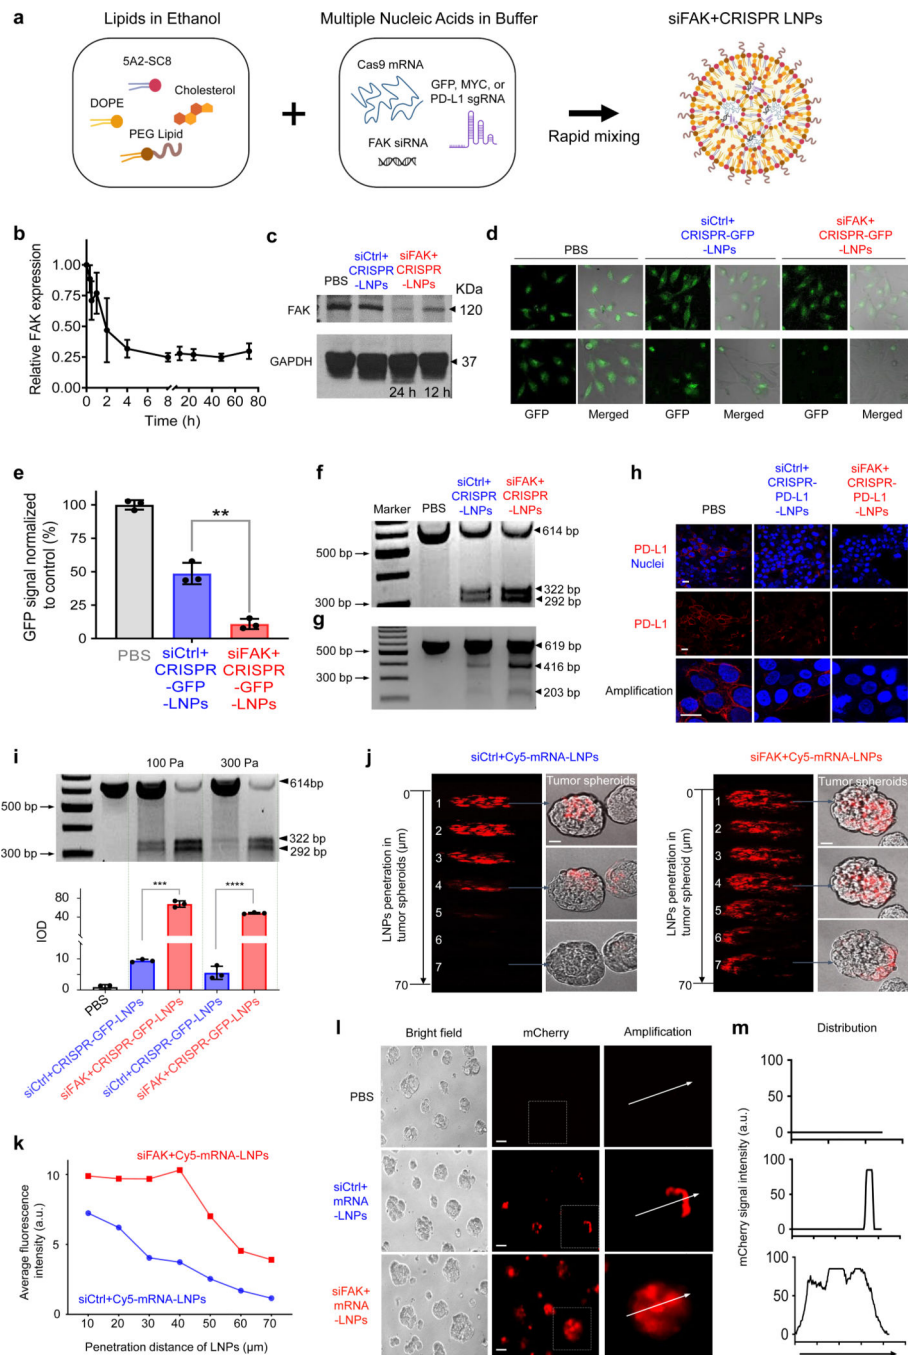 a
Lipids in Ethanol
Multiple Nucleic Acids in Buffer
siFAK+CRISPR LNPs
5A2-SC8
DOPE
Cholesterol
PEG Lipid
+
Cas9 mRNA
GFP, MYC, or
PD-L1 sgRNA
FAK siRNA
Rapid mixing
b
Relative FAK expression
1.00
0.75
0.50
0.25
0.00
0 2 4 6 8 20 40 60 80
Time (h)
c
PBS
siCtrl+
CRISPR
-LNPs
siFAK+
CRISPR
-LNPs
KDa
FAK
120
GAPDH
37
24 h 12 h
d
PBS
siCtrl+
CRISPR-GFP
-LNPs
siFAK+
CRISPR-GFP
-LNPs
GFP Merged GFP Merged GFP Merged
e
GFP signal normalized
to control (%)
100
75
50
25
0
**
PBS
siCtrl+
CRISPR
-GFP
-LNPs
siFAK+
CRISPR-
GFP
-LNPs
f
Marker
PBS
siCtrl+
CRISPR
-LNPs
siFAK+
CRISPR
-LNPs
500 bp
300 bp
614
322 bp
292 bp
g
500 bp
300 bp
619 bp
416 bp
203 bp
h
PBS
siCtrl+
CRISPR-
PD-L1
-LNPs
siFAK+
CRISPR-
PD-L1
-LNPs
PD-L1
Nuclei
PD-L1
Amplification
i
100 Pa 300 Pa
500 bp
300 bp
614bp
322 bp
292 bp
IOD
80
40
10
0
*** ****
PBS
siCtrl+CRISPR-GFP-LNPs
siFAK+CRISPR-GFP-LNPs
siCtrl+CRISPR-GFP-LNPs
siFAK+CRISPR-GFP-LNPs
j
siCtrl+Cy5-mRNA-LNPs
0
LNPs penetration in
tumor spheroids (μm)
70
1
2
3
4
5
6
7
Tumor spheroids
siFAK+Cy5-mRNA-LNPs
0
LNPs penetration in
tumor spheroid (μm)
70
1
2
3
4
5
6
7
Tumor spheroids
k
Average fluorescence
intensity (a.u.)
10
5
0
siFAK+Cy5-mRNA-LNPs
siCtrl+Cy5-mRNA-LNPs
10 20 30 40 50 60 70
Penetration distance of LNPs (μm)
l
Bright field mCherry Amplification
PBS
siCtrl+
mRNA
-LNPs
siFAK+
mRNA
-LNPs
m
Distribution
mCherry signal intensity (a.u.)
100
50
0
100
50
0
100
50
0